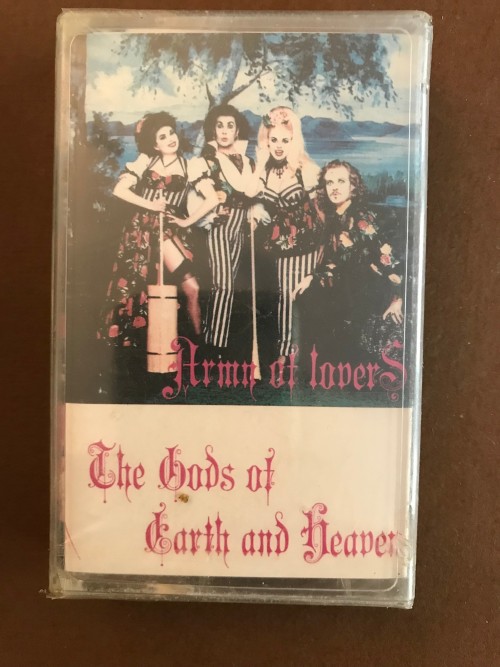 Army of loverS
The Gods of
Earth and Heaven